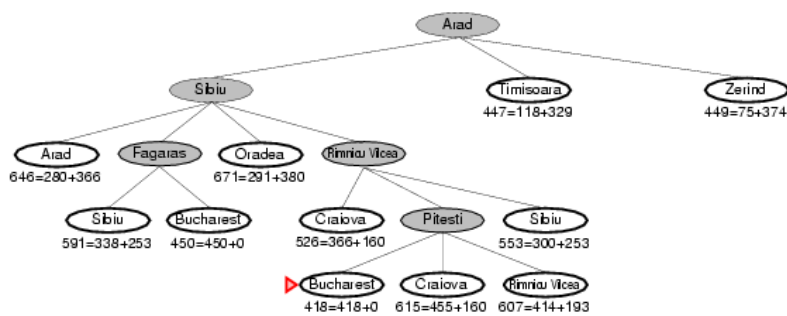 Arad
Sibiu Timisoara Zerind
447=118+329 449=75+374
Arad Fagaras Oradea Rimnicu Vilcea
646=280+366 671=291+380
Sibiu Bucharest Craiova Pitesti Sibiu
591=338+253 450=450+0 526=366+160 553=300+253
Bucharest Craiova Rimnicu Vilcea
418=418+0 615=455+160 607=414+193